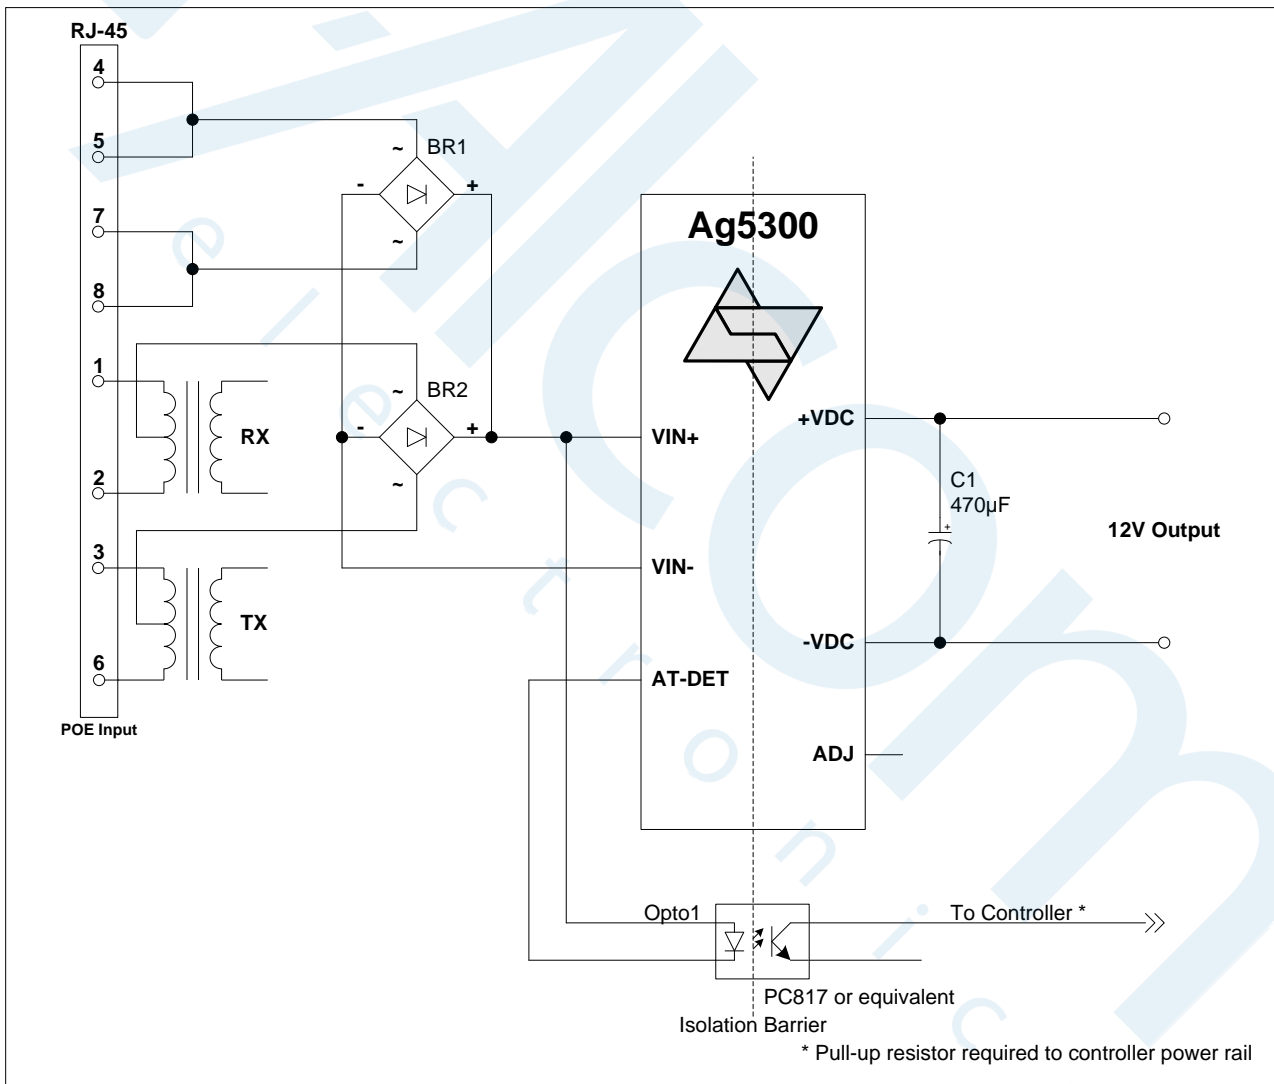 RJ-45
4
5
7
8
1
2
3
6
POE Input
~
BR1
-
+
~
~
BR2
-
+
~
RX
TX
Ag5300
VIN+
VIN-
AT-DET
+VDC
-VDC
ADJ
C1
470µF
+
12V Output
Opto1
To Controller *
PC817 or equivalent
Isolation Barrier
* Pull-up resistor required to controller power rail
electronic